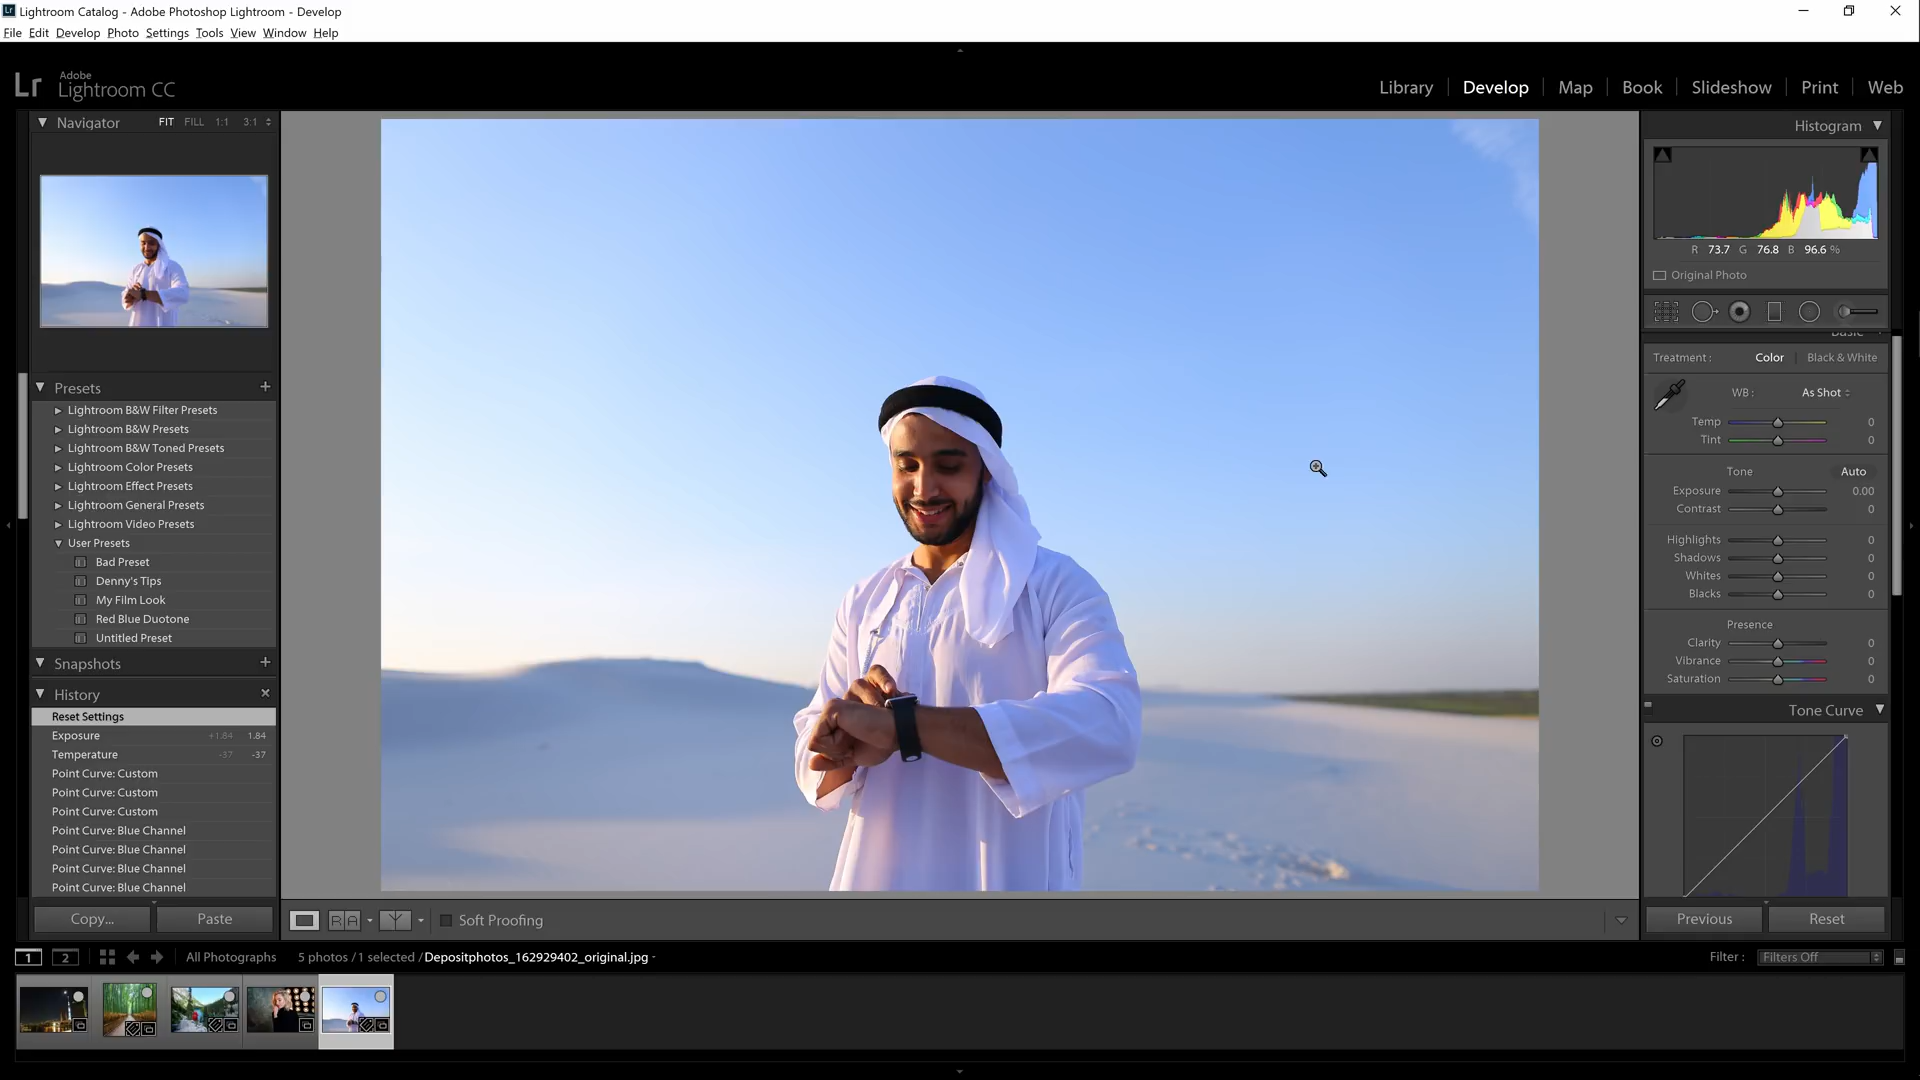 Lightroom Catalog - Adobe Photoshop Lightroom - Develop
File Edit Develop Photo Settings Tools View Window Help
Lr Adobe Lightroom CC
Library Develop Map Book Slideshow Print Web
Navigator FIT FILL 1:1 3:1
Presets +
Lightroom B&W Filter Presets
Lightroom B&W Presets
Lightroom B&W Toned Presets
Lightroom Color Presets
Lightroom Effect Presets
Lightroom General Presets
Lightroom Video Presets
User Presets
Bad Preset
Denny's Tips
My Film Look
Red Blue Duotone
Untitled Preset
Snapshots +
History
Reset Settings
Exposure +1.84 1.84
Temperature -37 -37
Point Curve: Custom
Point Curve: Custom
Point Curve: Custom
Point Curve: Blue Channel
Point Curve: Blue Channel
Point Curve: Blue Channel
Point Curve: Blue Channel
Copy... Paste
R A Y Soft Proofing
Histogram
R 73.7 G 76.8 B 96.6 %
Original Photo
Basic
Treatment : Color Black & White
WB : As Shot
Temp 0
Tint 0
Tone Auto
Exposure 0.00
Contrast 0
Highlights 0
Shadows 0
Whites 0
Blacks 0
Presence
Clarity 0
Vibrance 0
Saturation 0
Tone Curve
Previous Reset
1 2 All Photographs 5 photos / 1 selected / Depositphotos_162929402_original.jpg
Filter : Filters Off